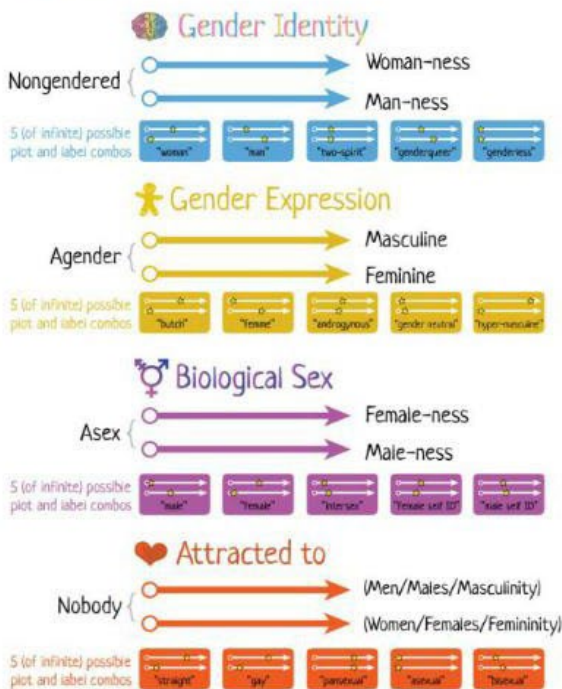 Gender Identity
Nongendered
Woman-ness
Man-ness
5 (of infinite) possible
plot and label combos
"woman" "man" "two-spirit" "genderqueer" "genderless"
Gender Expression
Agender
Masculine
Feminine
5 (of infinite) possible
plot and label combos
"butch" "femme" "androgynous" "gender neutral" "hyper-masculine"
Biological Sex
Asex
Female-ness
Male-ness
5 (of infinite) possible
plot and label combos
"male" "female" "intersex" "female self ID" "male self ID"
Attracted to
Nobody
(Men/Males/Masculinity)
(Women/Females/Femininity)
5 (of infinite) possible
plot and label combos
"straight" "gay" "pansexual" "asexual" "bisexual"